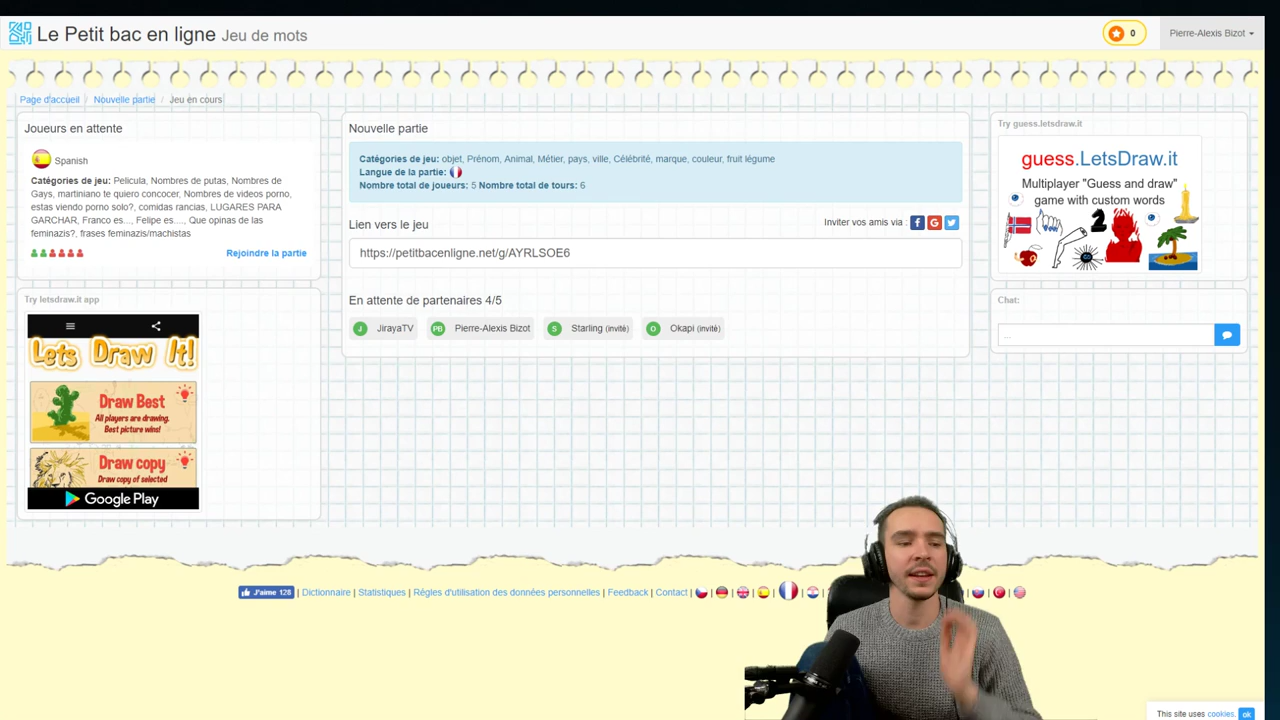 Le Petit bac en ligne Jeu de mots
0
Pierre-Alexis Bizot
Page d'accueil / Nouvelle partie / Jeu en cours
Joueurs en attente
Spanish
Catégories de jeu: Pelicula, Nombres de putas, Nombres de
Gays, martiniano te quiero concocer, Nombres de videos porno,
estas viendo porno solo?, comidas rancias, LUGARES PARA
GARCHAR, Franco es..., Felipe es...., Que opinas de las
feminazis?, frases feminazis/machistas
Rejoindre la partie
Try letsdraw.it app
Lets Draw It!
Draw Best
All players are drawing.
Best picture wins!
Draw copy
Draw copy of selected
Google Play
Nouvelle partie
Catégories de jeu: objet, Prénom, Animal, Métier, pays, ville, Célébrité, marque, couleur, fruit légume
Langue de la partie:
Nombre total de joueurs: 5 Nombre total de tours: 6
Lien vers le jeu
Inviter vos amis via :
https://petitbacenligne.net/g/AYRLSOE6
En attente de partenaires 4/5
J JirayaTV PB Pierre-Alexis Bizot S Starling (invité) O Okapi (invité)
Try guess.letsdraw.it
guess.LetsDraw.it
Multiplayer "Guess and draw"
game with custom words
Chat:
...
J'aime 128 | Dictionnaire | Statistiques | Règles d'utilisation des données personnelles | Feedback | Contact |
This site uses cookies. ok